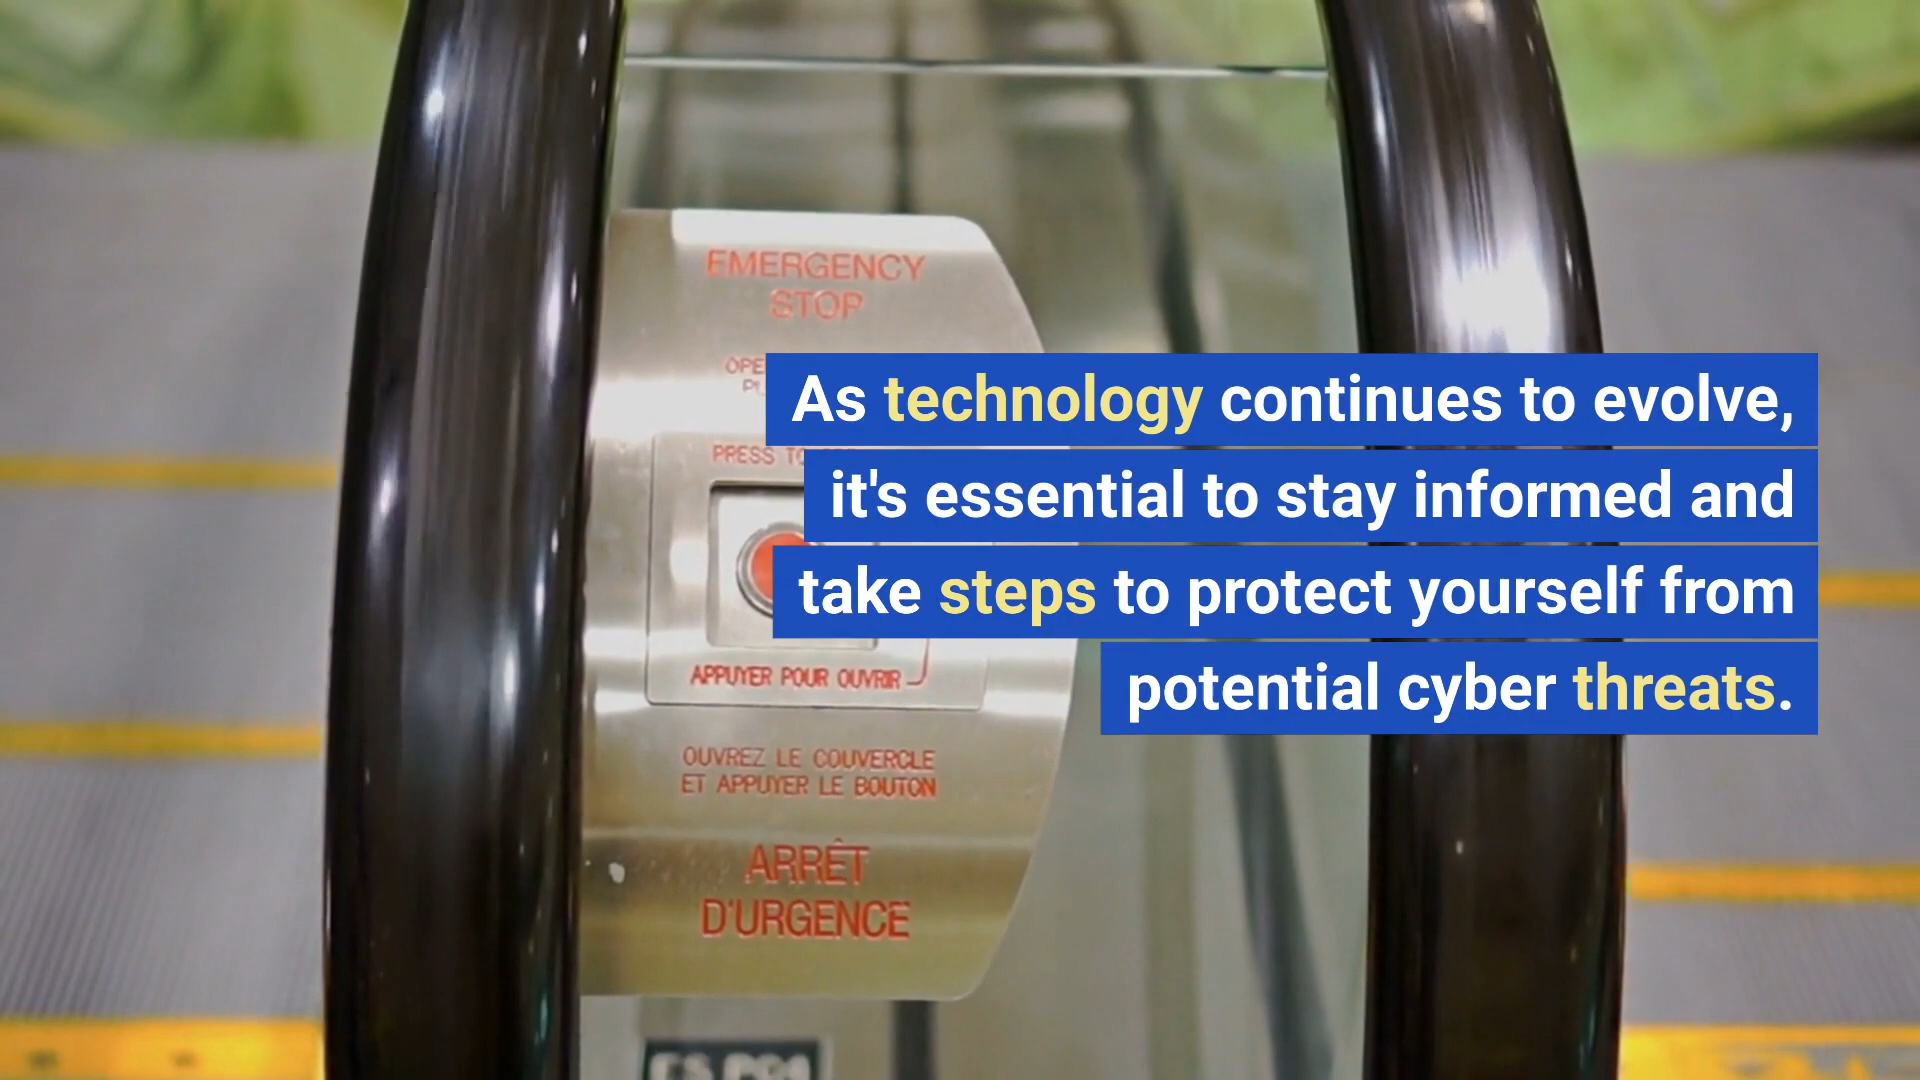 EMERGENCY
STOP
As technology continues to evolve,
PRESS
it's essential to stay informed and
take steps to protect yourself from
APPUYER POUR OUVRIR
potential cyber threats.
OUVREZ LE COUVERCLE
ET APPUYER LE BOUTON
ARRÊT
D'URGENCE